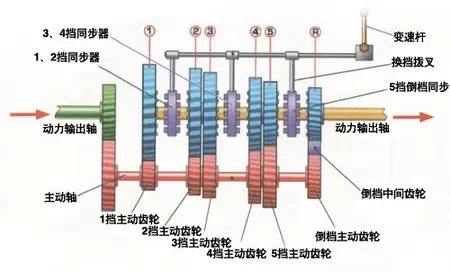 ① ② ③ ④ ⑤ R
3、4挡同步器
1、2挡同步器
变速杆
换挡拨叉
5挡倒档同步
动力输出轴
动力输出轴
主动轴
倒档中间齿轮
1挡主动齿轮
2挡主动齿轮
3挡主动齿轮
4挡主动齿轮
5挡主动齿轮
倒档主动齿轮